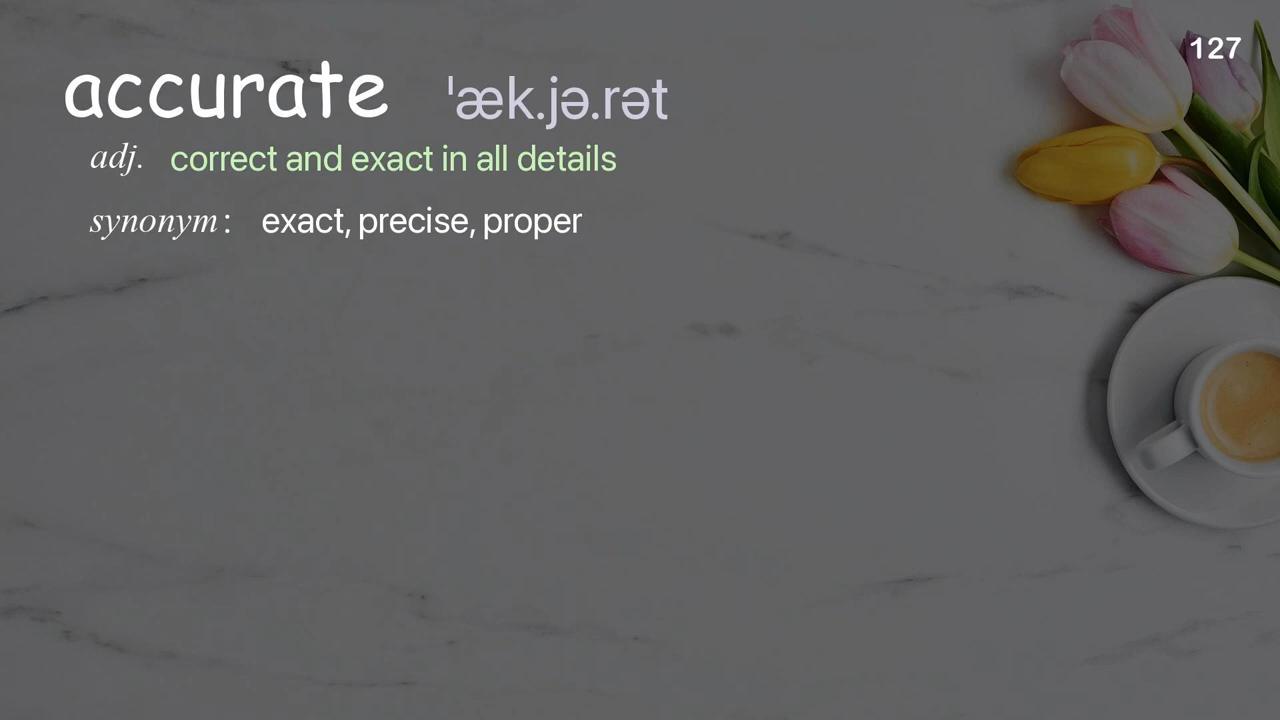 127
accurate ˈæk.jə.rət
adj. correct and exact in all details
synonym: exact, precise, proper